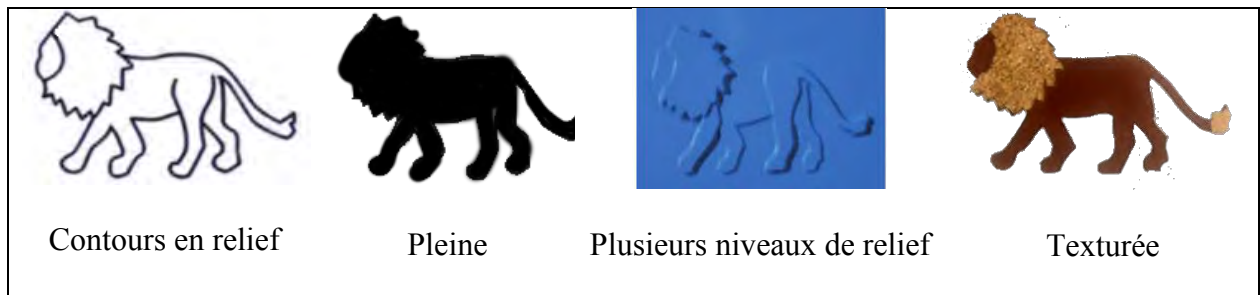 Contours en relief
Pleine
Plusieurs niveaux de relief
Texturée